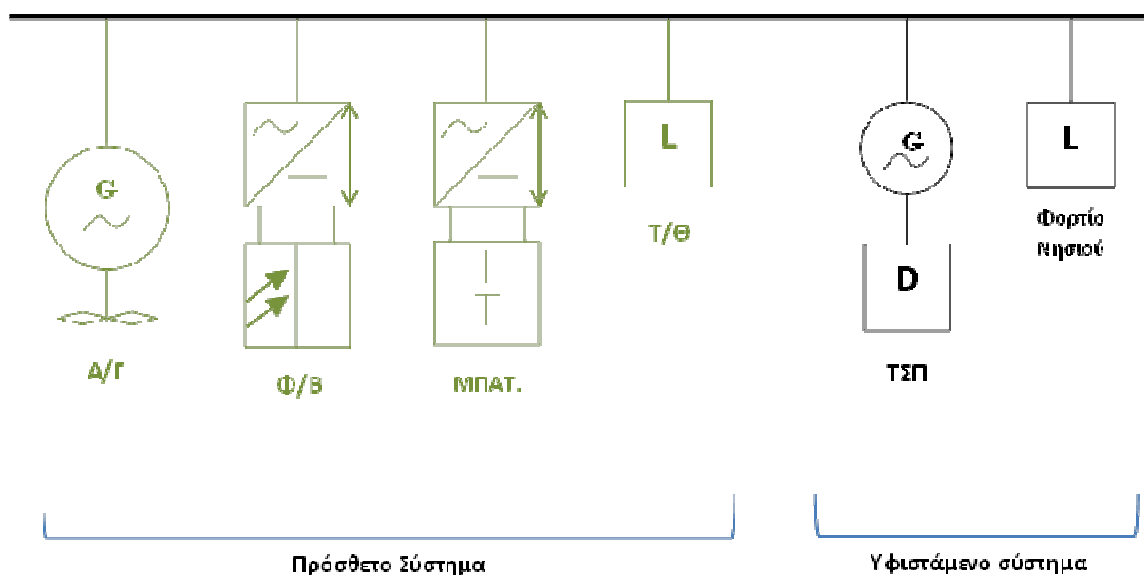 G
L
G
L
Τ/Θ
Φορτίο
Νησιού
D
Α/Γ
Φ/Β
ΜΠΑΤ.
ΤΣΠ
Πρόσθετο Σύστημα
Υφιστάμενο σύστημα